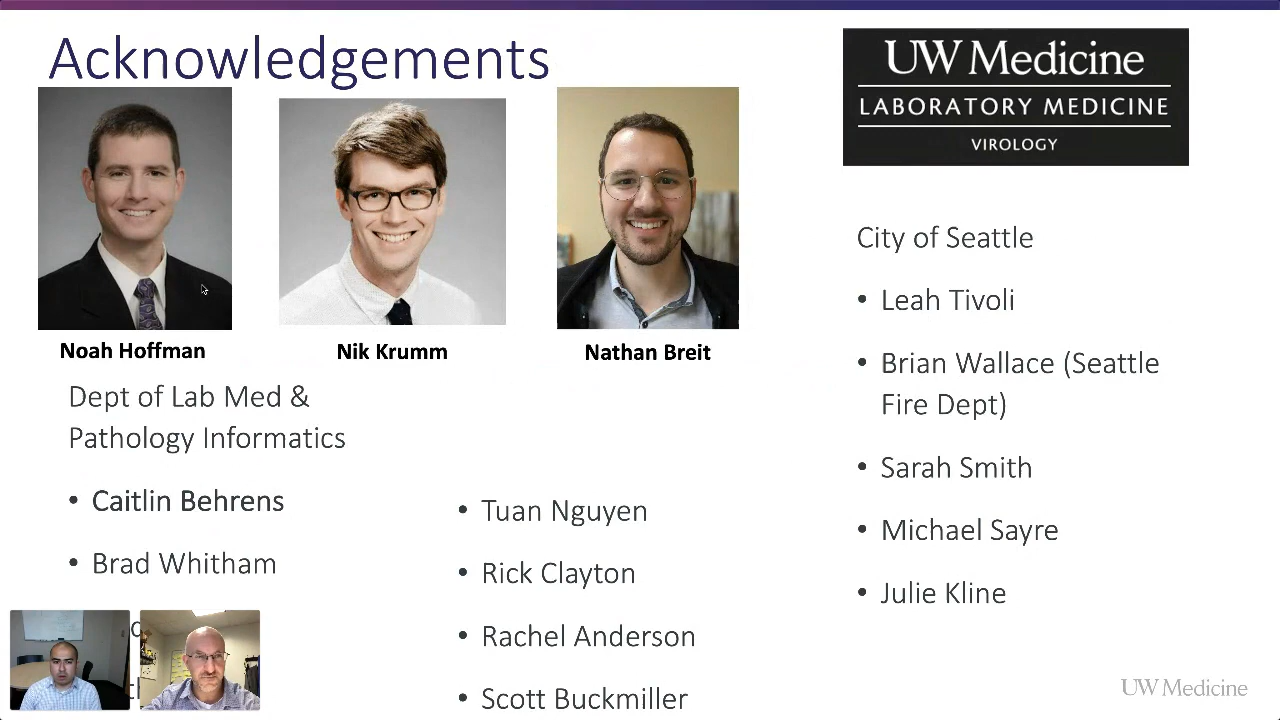 Acknowledgements
UW Medicine
LABORATORY MEDICINE
VIROLOGY
Noah Hoffman
Nik Krumm
Nathan Breit
Dept of Lab Med &
Pathology Informatics
• Caitlin Behrens
• Brad Whitham
• Tuan Nguyen
• Rick Clayton
• Rachel Anderson
• Scott Buckmiller
City of Seattle
• Leah Tivoli
• Brian Wallace (Seattle
Fire Dept)
• Sarah Smith
• Michael Sayre
• Julie Kline
UW Medicine